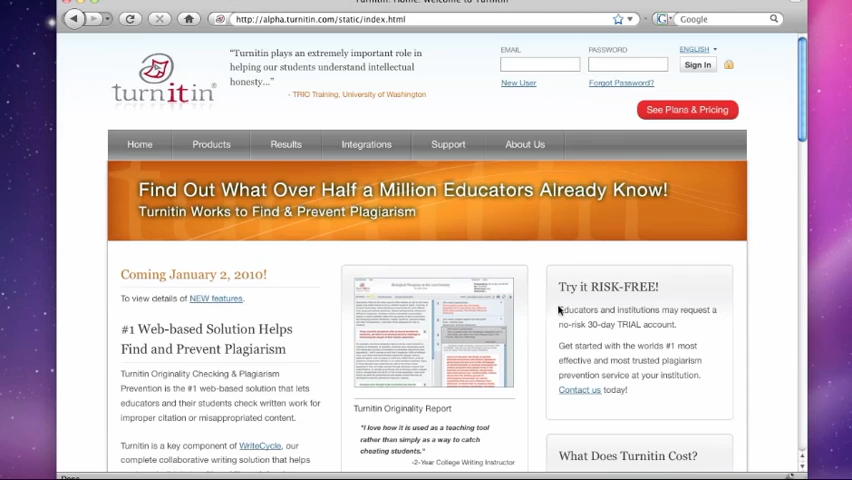 Turnitin: Home: Welcome to Turnitin
http://alpha.turnitin.com/static/index.html
Google
turnitin
“Turnitin plays an extremely important role in
helping our students understand intellectual
honesty...”
- TRIO Training, University of Washington
EMAIL
PASSWORD
ENGLISH
Sign In
New User
Forgot Password?
See Plans & Pricing
Home
Products
Results
Integrations
Support
About Us
Find Out What Over Half a Million Educators Already Know!
Turnitin Works to Find & Prevent Plagiarism
Coming January 2, 2010!
To view details of NEW features.
#1 Web-based Solution Helps
Find and Prevent Plagiarism
Turnitin Originality Checking & Plagiarism
Prevention is the #1 web-based solution that lets
educators and their students check written work for
improper citation or misappropriated content.
Turnitin is a key component of WriteCycle, our
complete collaborative writing solution that helps
Turnitin Originality Report
"I love how it is used as a teaching tool
rather than simply as a way to catch
cheating students."
-2-Year College Writing Instructor
Try it RISK-FREE!
Educators and institutions may request a
no-risk 30-day TRIAL account.
Get started with the worlds #1 most
effective and most trusted plagiarism
prevention service at your institution.
Contact us today!
What Does Turnitin Cost?
Done